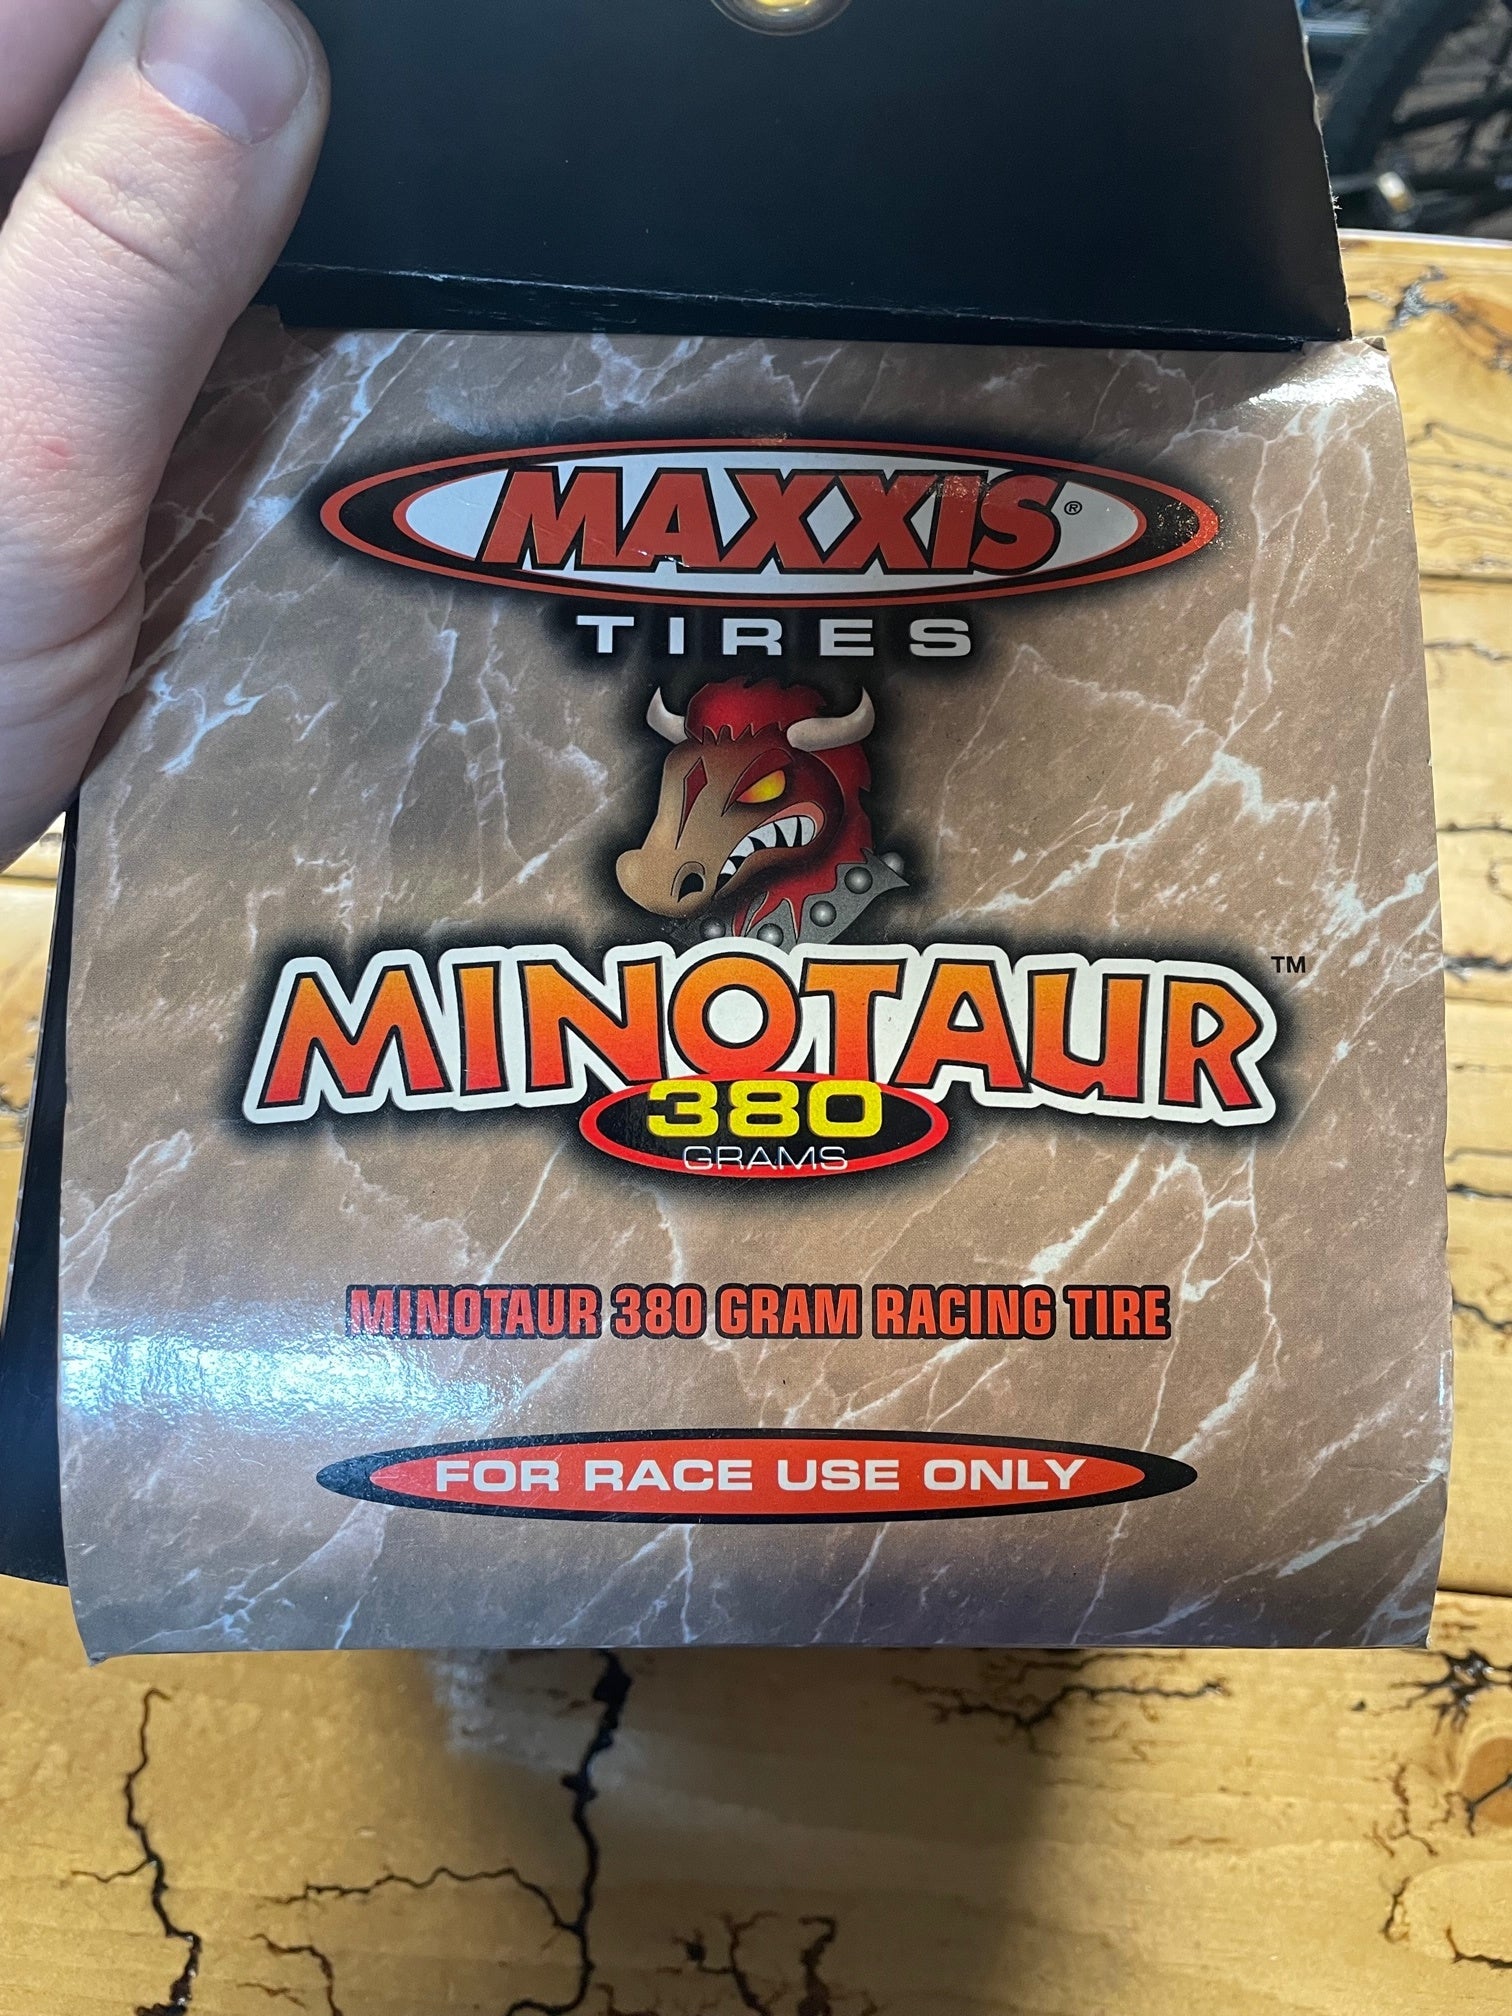 MAXXIS®
TIRES
MINOTAUR™
380
GRAMS
MINOTAUR 380 GRAM RACING TIRE
FOR RACE USE ONLY